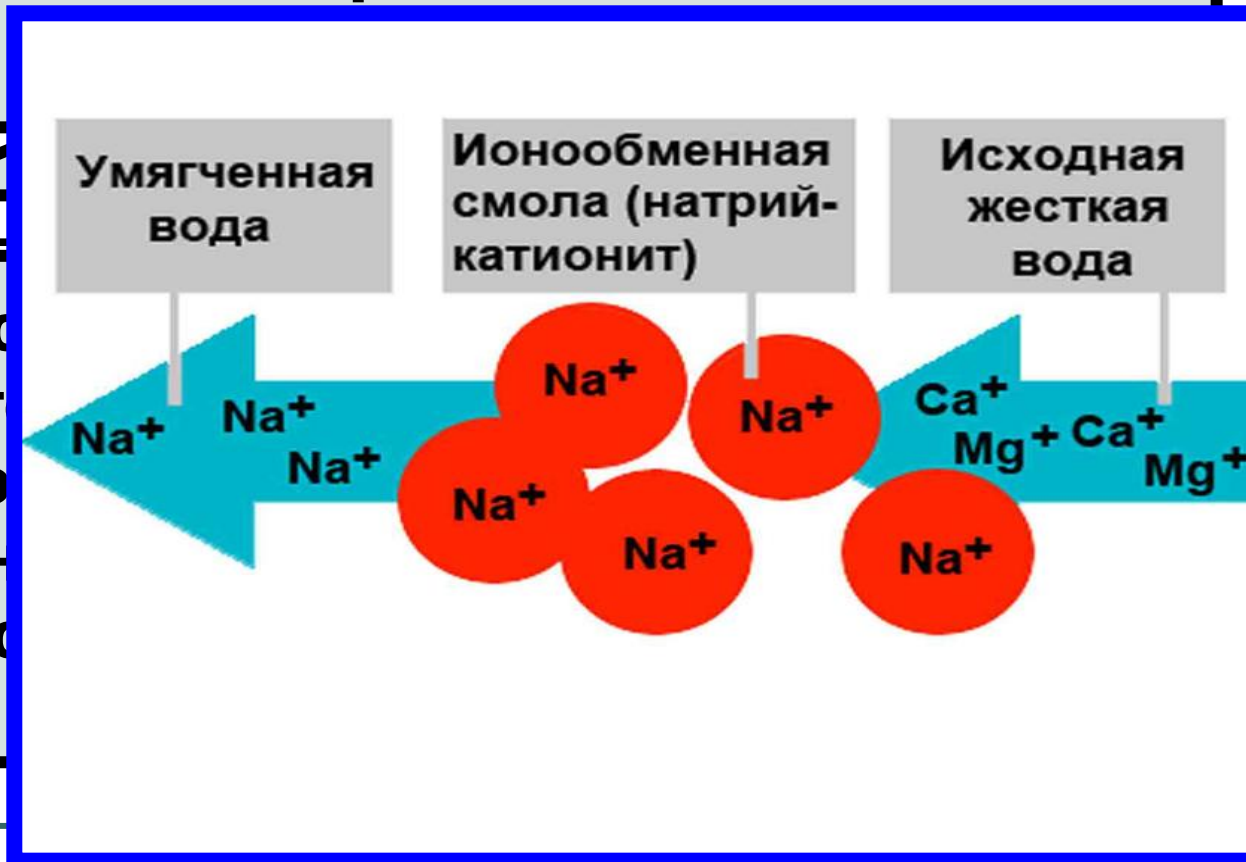 Умягченная
вода
Ионообменная
смола (натрий-
катионит)
Исходная
жесткая
вода
Na⁺
Na⁺
Na⁺
Na⁺
Na⁺
Na⁺
Na⁺
Na⁺
Ca⁺
Mg⁺
Ca⁺
Mg⁺